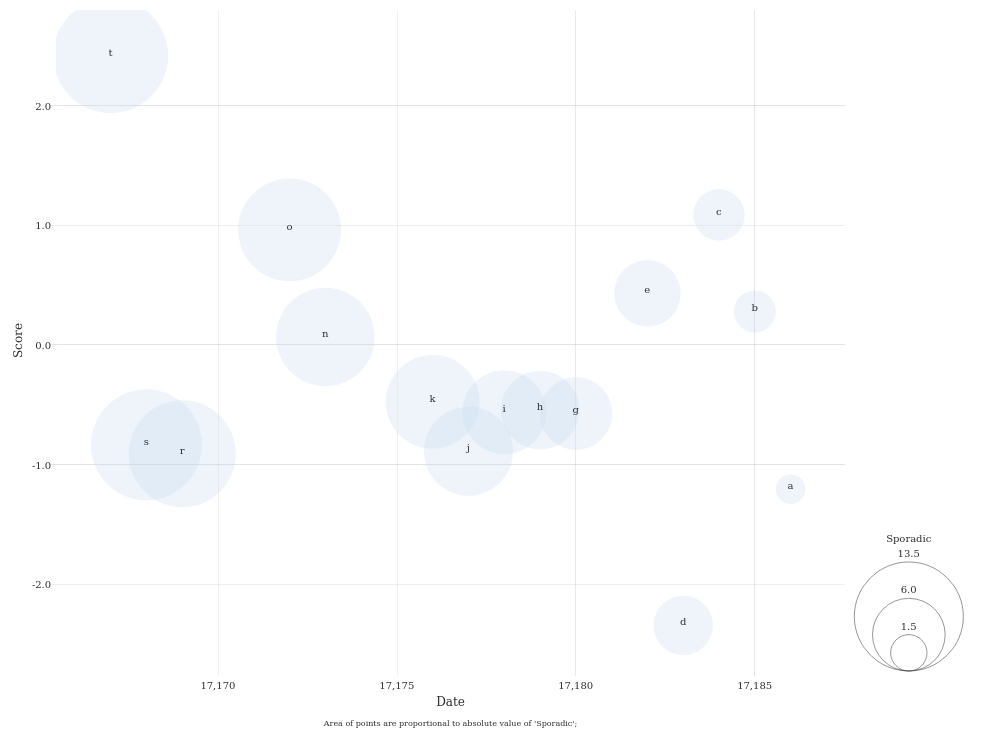 t
2.0
c
1.0
o
e
b
n
0.0
Score
k
i
h
g
s
r
j
-1.0
a
Sporadic
13.5
-2.0
6.0
d
1.5
17,170
17,175
17,180
17,185
Date
Area of points are proportional to absolute value of 'Sporadic';